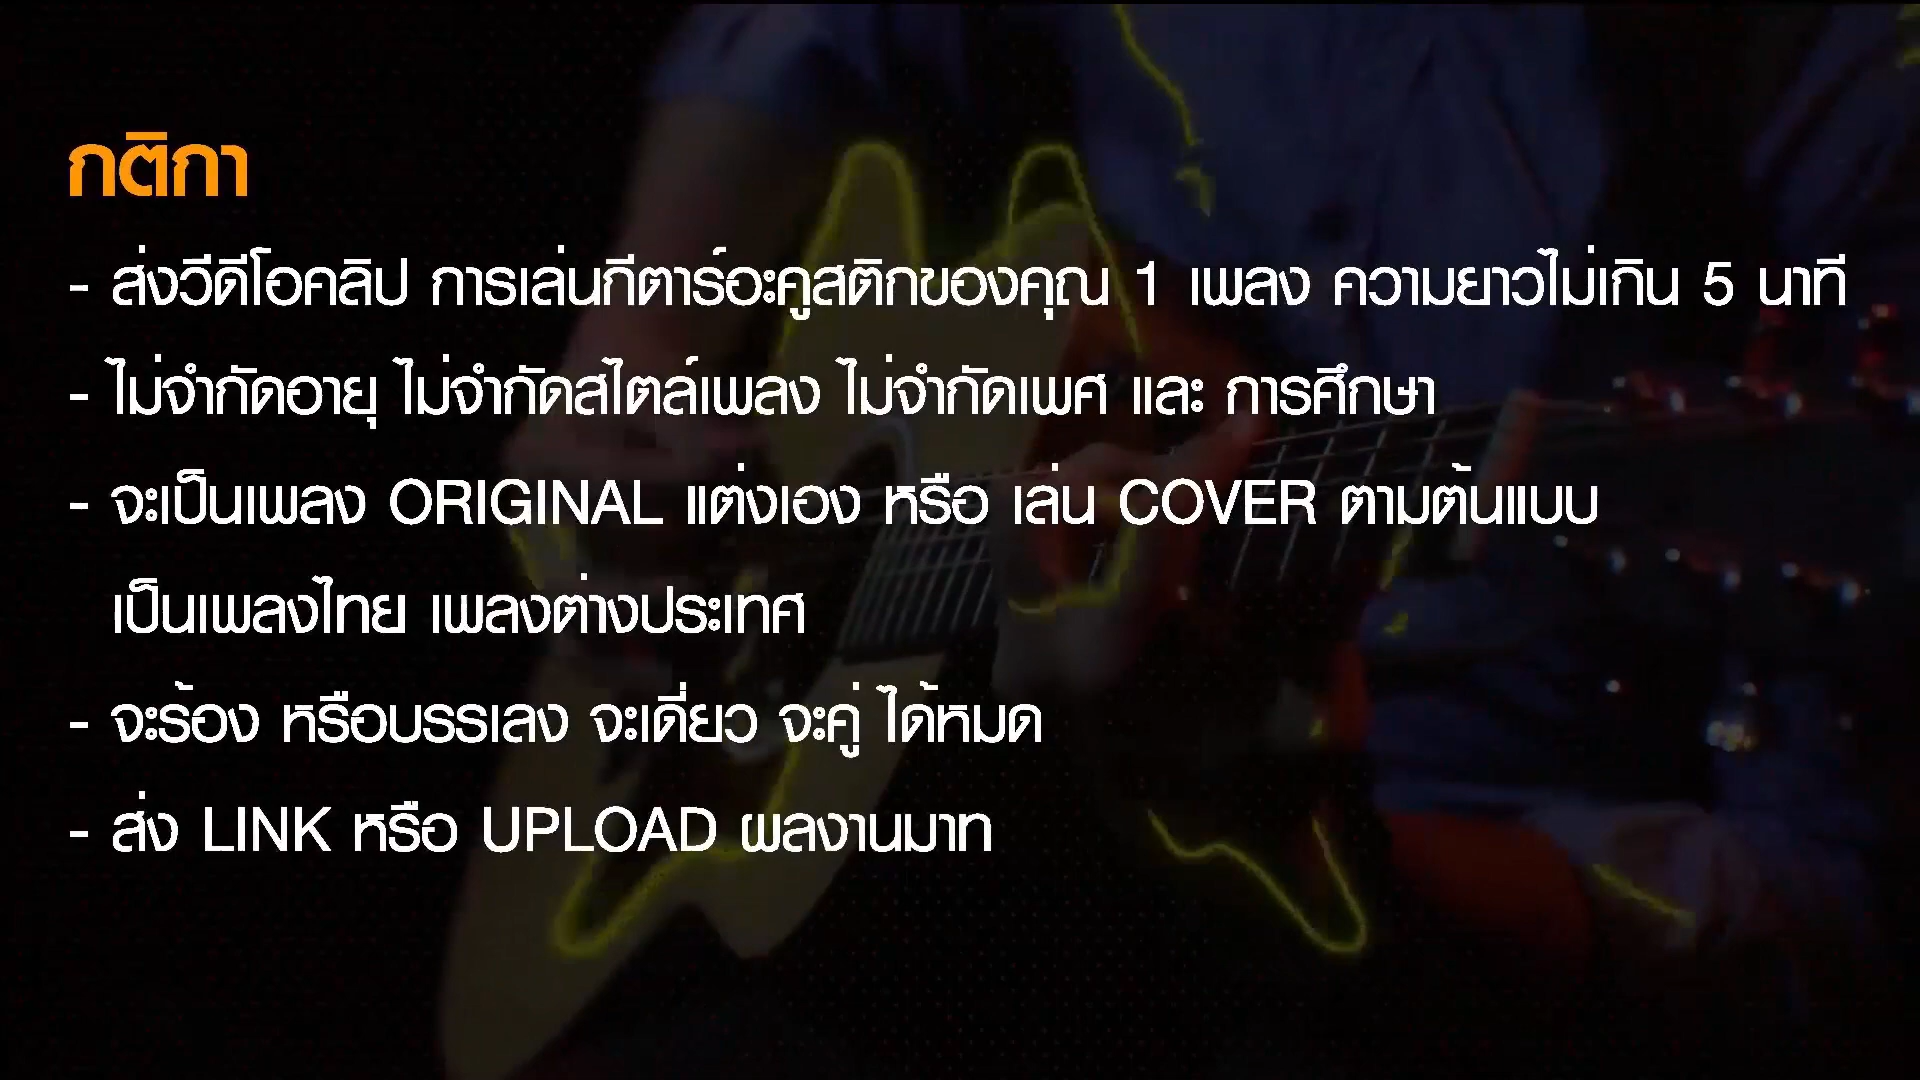 กติกา
- ส่งวีดีโอคลิป การเล่นกีตาร์อะคูสติกของคุณ 1 เพลง ความยาวไม่เกิน 5 นาที
- ไม่จำกัดอายุ ไม่จำกัดสไตล์เพลง ไม่จำกัดเพศ และ การศึกษา
- จะเป็นเพลง ORIGINAL แต่งเอง หรือ เล่น COVER ตามต้นแบบ
เป็นเพลงไทย เพลงต่างประเทศ
- จะร้อง หรือบรรเลง จะเดี่ยว จะคู่ ได้หมด
- ส่ง LINK หรือ UPLOAD ผลงานมาท